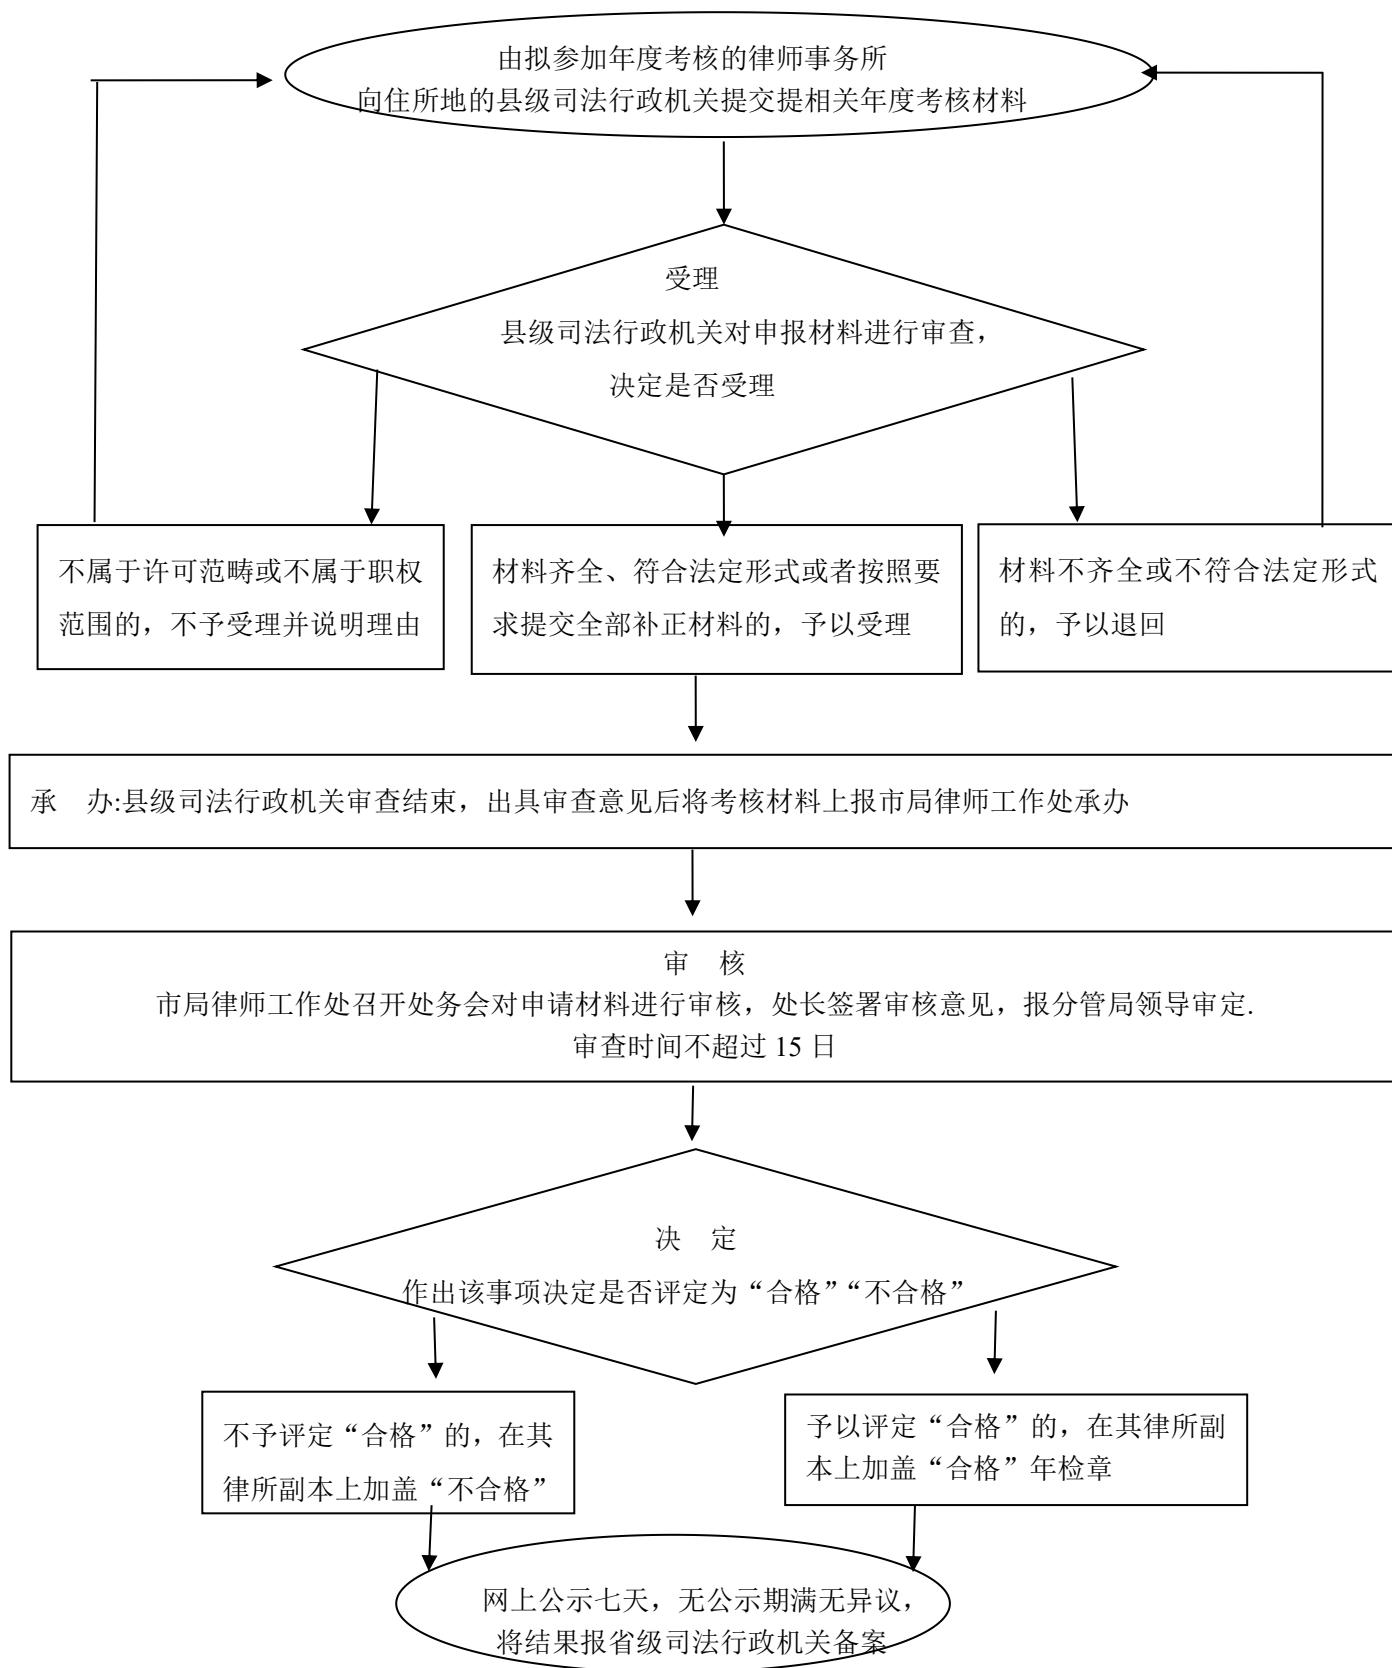 由拟参加年度考核的律师事务所
向住所地的县级司法行政机关提交提相关年度考核材料
受理
县级司法行政机关对申报材料进行审查，
决定是否受理
不属于许可范畴或不属于职权
范围的，不予受理并说明理由
材料齐全、符合法定形式或者按照要
求提交全部补正材料的，予以受理
材料不齐全或不符合法定形式
的，予以退回
承　办:县级司法行政机关审查结束，出具审查意见后将考核材料上报市局律师工作处承办
审　核
市局律师工作处召开处务会对申请材料进行审核，处长签署审核意见，报分管局领导审定.
审查时间不超过 15 日
决　定
作出该事项决定是否评定为“合格”“不合格”
不予评定“合格”的，在其
律所副本上加盖“不合格”
予以评定“合格”的，在其律所副
本上加盖“合格”年检章
网上公示七天，无公示期满无异议，
将结果报省级司法行政机关备案